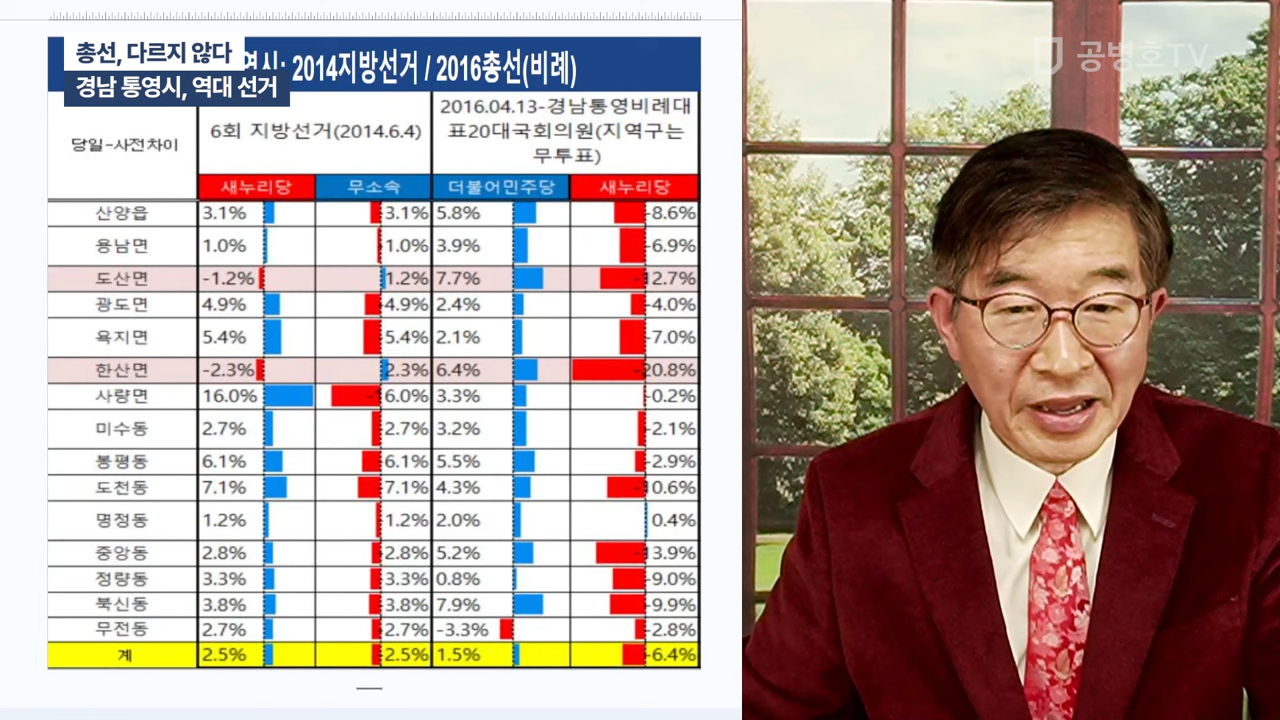 총선, 다르지 않다
경남 통영시, 역대 선거
영시: 2014지방선거 / 2016총선(비례)
공병호TV
당일-사전차이
6회 지방선거(2014.6.4)
2016.04.13-경남통영비례대
표20대국회의원(지역구는
무투표)
새누리당 무소속 더불어민주당 새누리당
산양읍 3.1% -3.1% 5.8% -8.6%
용남면 1.0% -1.0% 3.9% -6.9%
도산면 -1.2% 1.2% 7.7% -12.7%
광도면 4.9% -4.9% 2.4% -4.0%
욕지면 5.4% -5.4% 2.1% -7.0%
한산면 -2.3% 2.3% 6.4% -20.8%
사량면 16.0% -16.0% 3.3% -0.2%
미수동 2.7% -2.7% 3.2% -2.1%
봉평동 6.1% -6.1% 5.5% -2.9%
도천동 7.1% -7.1% 4.3% -10.6%
명정동 1.2% -1.2% 2.0% 0.4%
중앙동 2.8% -2.8% 5.2% -13.9%
정량동 3.3% -3.3% 0.8% -9.0%
북신동 3.8% -3.8% 7.9% -9.9%
무전동 2.7% -2.7% -3.3% -2.8%
계 2.5% -2.5% 1.5% -6.4%